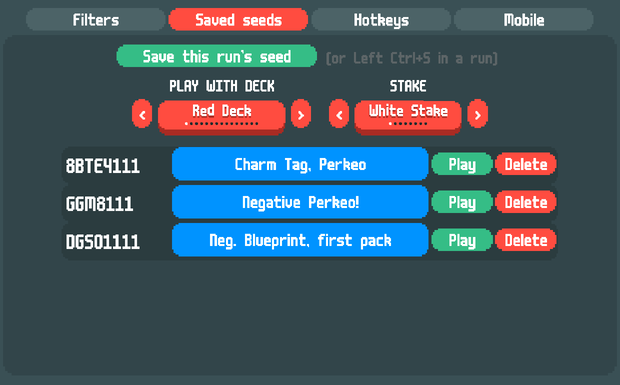 Filters Saved seeds Hotkeys Mobile
Save this run's seed (or Left Ctrl+S in a run)
PLAY WITH DECK STAKE
< Red Deck > < White Stake >
8BTE4111 Charm Tag, Perkeo Play Delete
GGM8111 Negative Perkeo! Play Delete
DGSO1111 Neg. Blueprint, first pack Play Delete